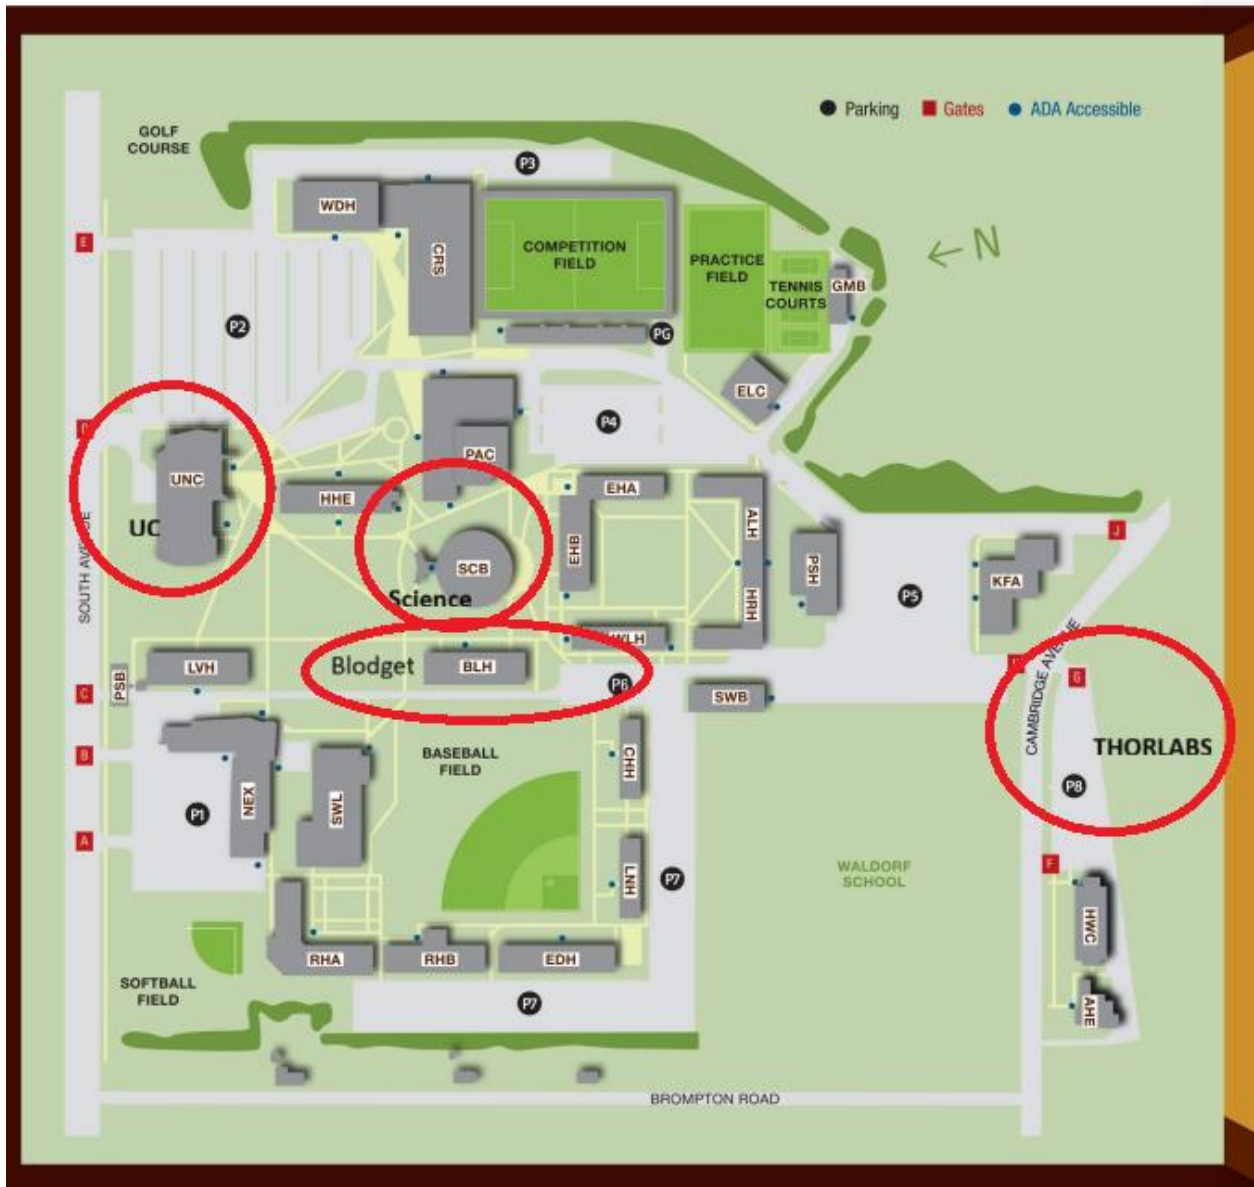 Parking
Gates
ADA Accessible
GOLF
COURSE
P3
WDH
CRS
COMPETITION
FIELD
PRACTICE
FIELD
TENNIS
COURTS
GMB
← N
E
P2
PG
ELC
P4
UNC
UC
HHE
PAC
SCB
Science
EHA
EHB
ALH
HRH
PSH
P5
KFA
J
SOUTH AVENUE
Blodget
BLH
WLH
LVH
PSB
C
P6
SWB
CAMBRIDGE AVENUE
G
THORLABS
P8
B
BASEBALL
FIELD
CHH
NEX
SWL
P1
A
LNH
P7
WALDORF
SCHOOL
F
HWC
AHE
RHA
RHB
EDH
SOFTBALL
FIELD
P7
BROMPTON ROAD